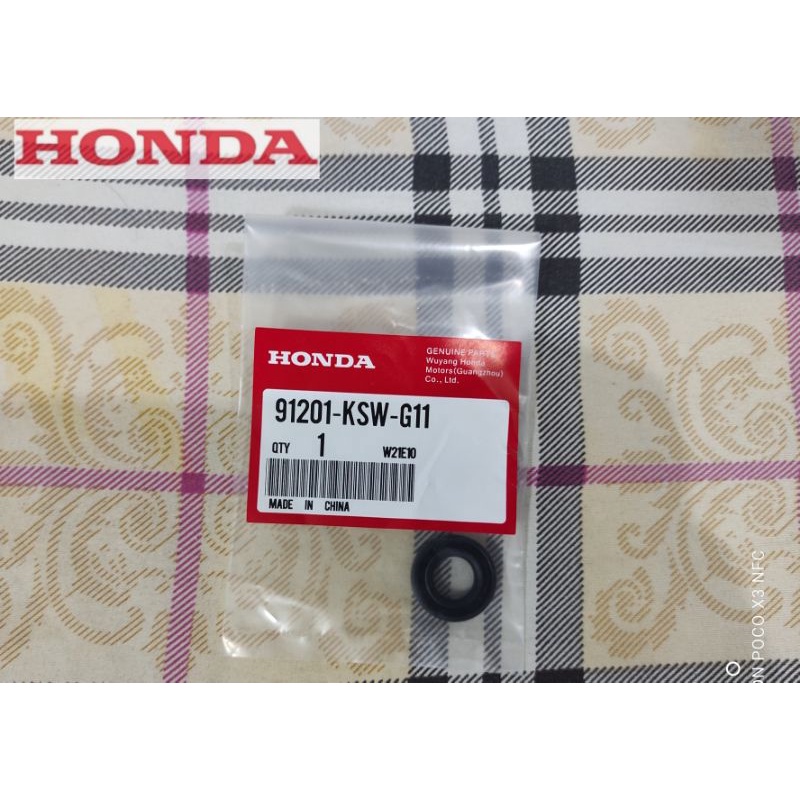 HONDA
HONDA
GENUINE PARTS
Wuyang Honda
Motors(Guangzhou)
Co., Ltd.
91201-KSW-G11
QTY 1 W21E10
MADE IN CHINA
ON POCO X3 NFC